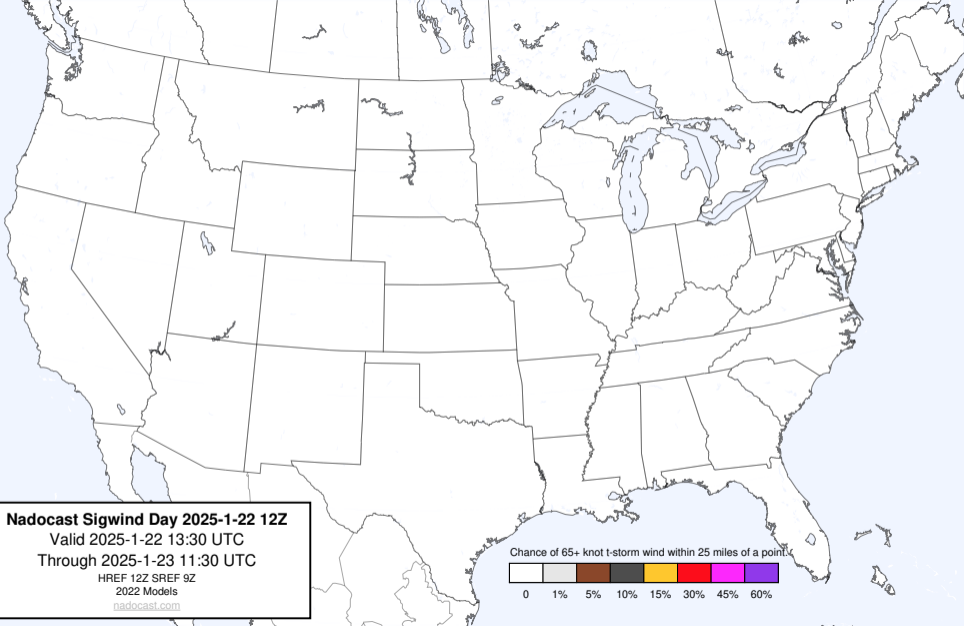 Nadocast Sigwind Day 2025-1-22 12Z
Valid 2025-1-22 13:30 UTC
Through 2025-1-23 11:30 UTC
HREF 12Z SREF 9Z
2022 Models
nadocast.com
Chance of 65+ knot t-storm wind within 25 miles of a point.
0 1% 5% 10% 15% 30% 45% 60%